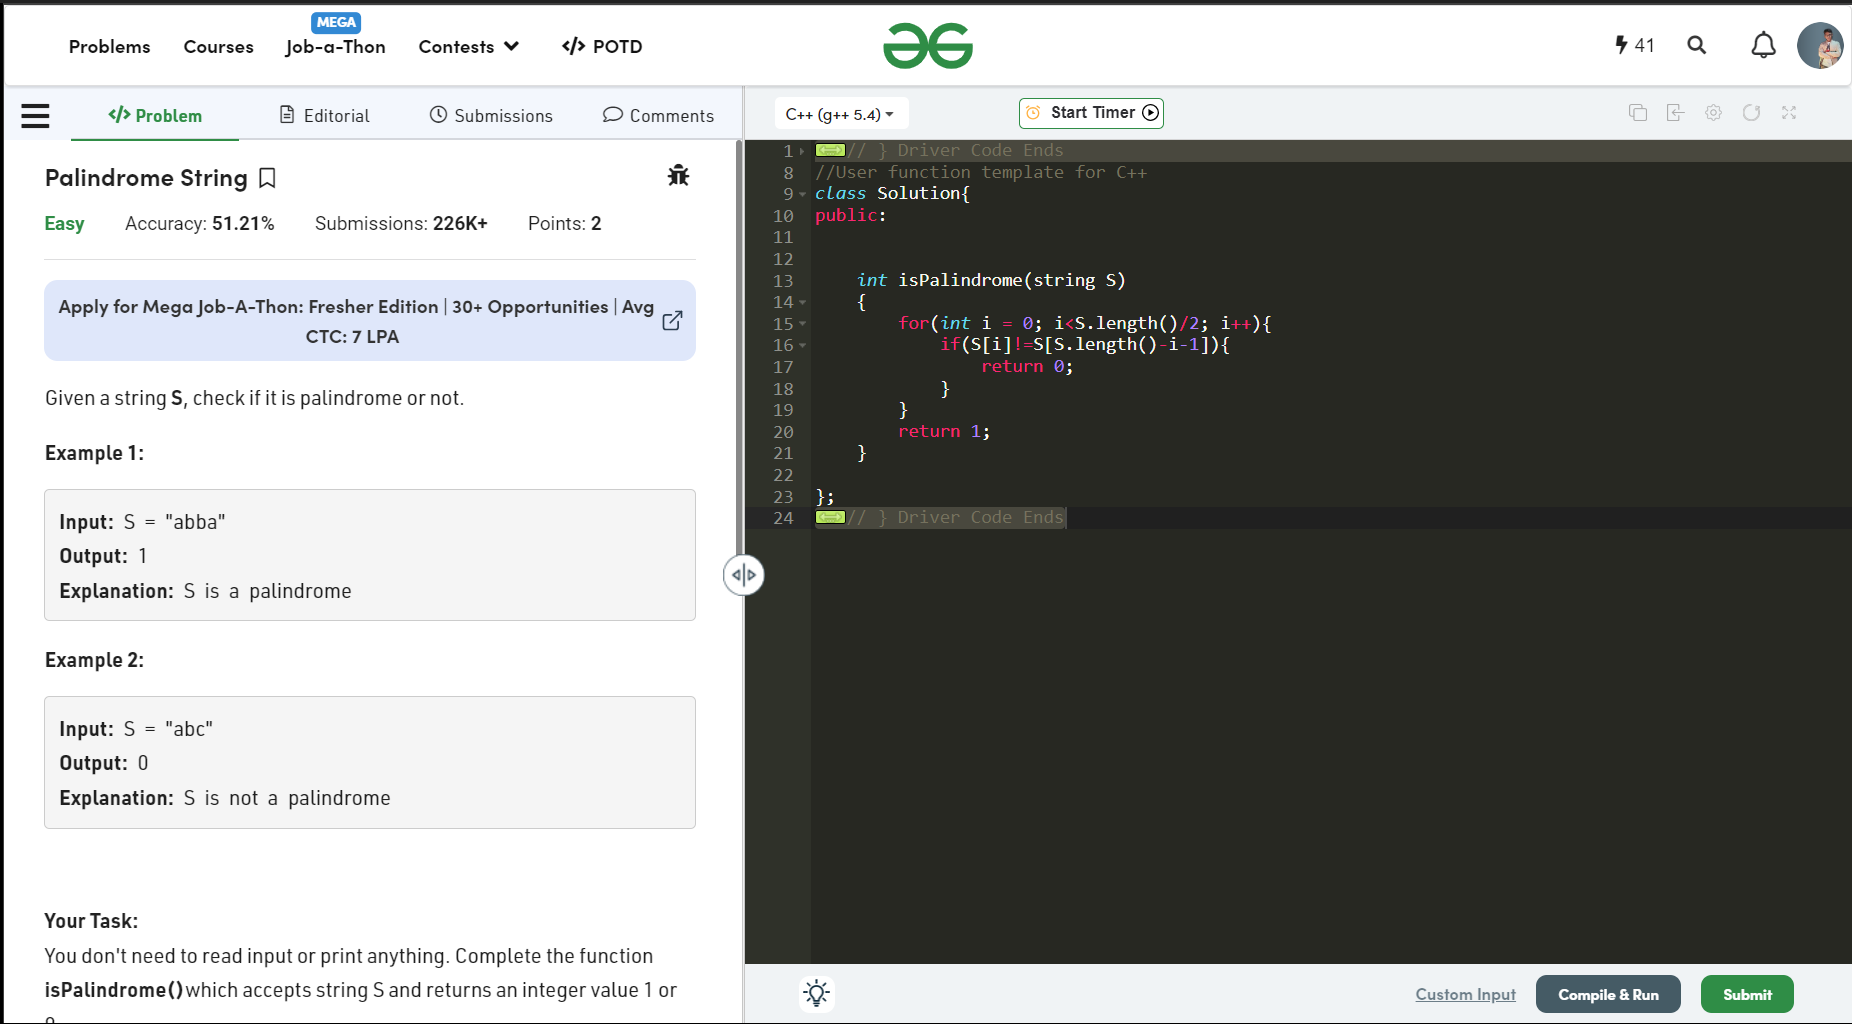 Problems Courses MEGA Job-a-Thon Contests </> POTD 41
</> Problem Editorial Submissions Comments
Palindrome String
Easy Accuracy: 51.21% Submissions: 226K+ Points: 2
Apply for Mega Job-A-Thon: Fresher Edition | 30+ Opportunities | Avg
CTC: 7 LPA
Given a string S, check if it is palindrome or not.
Example 1:
Input: S = "abba"
Output: 1
Explanation: S is a palindrome
Example 2:
Input: S = "abc"
Output: 0
Explanation: S is not a palindrome
Your Task:
You don't need to read input or print anything. Complete the function
isPalindrome()which accepts string S and returns an integer value 1 or
C++ (g++ 5.4) Start Timer
1 // } Driver Code Ends
8 //User function template for C++
9 class Solution{
10 public:
11
12
13 int isPalindrome(string S)
14 {
15 for(int i = 0; i<S.length()/2; i++){
16 if(S[i]!=S[S.length()-i-1]){
17 return 0;
18 }
19 }
20 return 1;
21 }
22
23 };
24 // } Driver Code Ends
Custom Input Compile & Run Submit